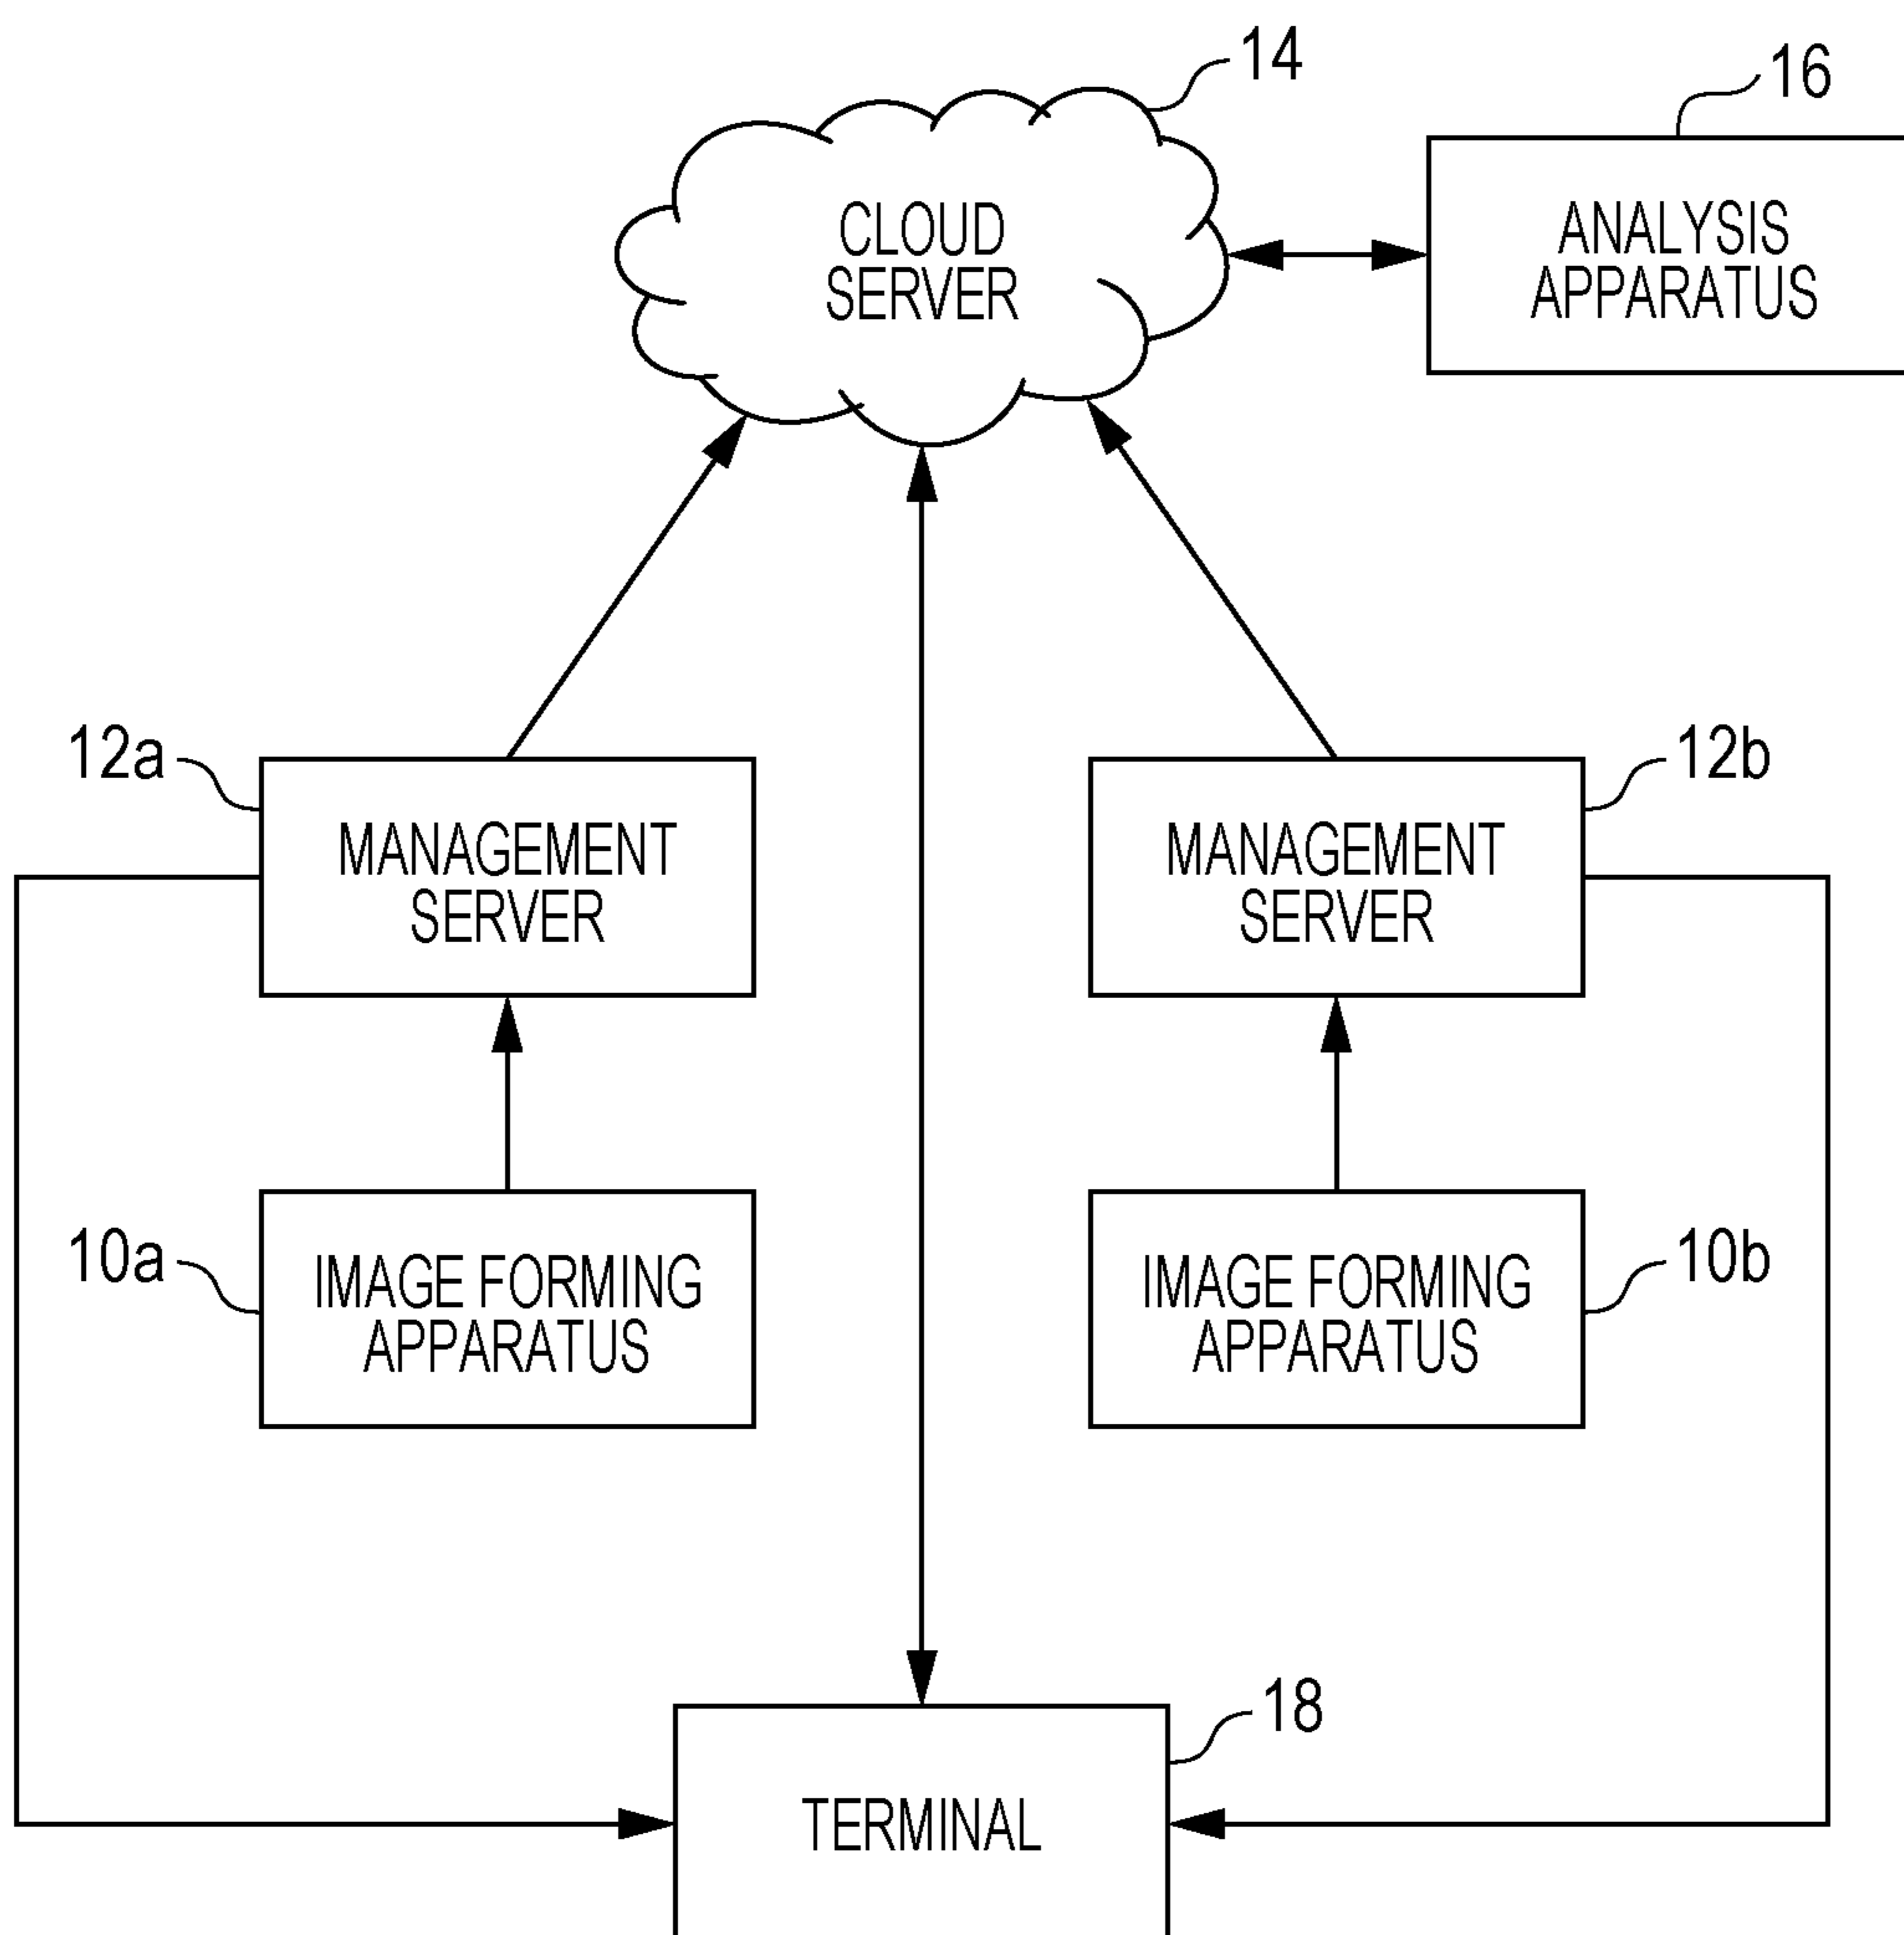 14
16
CLOUD
SERVER
ANALYSIS
APPARATUS
12a
12b
MANAGEMENT
SERVER
MANAGEMENT
SERVER
10a
10b
IMAGE FORMING
APPARATUS
IMAGE FORMING
APPARATUS
18
TERMINAL